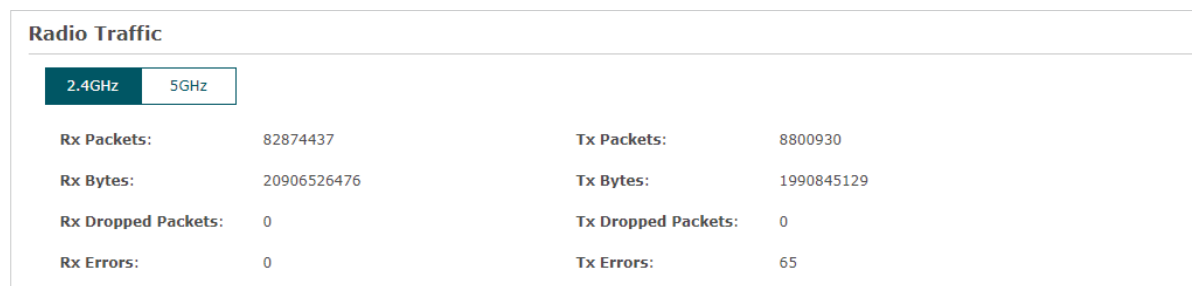 Radio Traffic
2.4GHz 5GHz
Rx Packets: 82874437 Tx Packets: 8800930
Rx Bytes: 20906526476 Tx Bytes: 1990845129
Rx Dropped Packets: 0 Tx Dropped Packets: 0
Rx Errors: 0 Tx Errors: 65